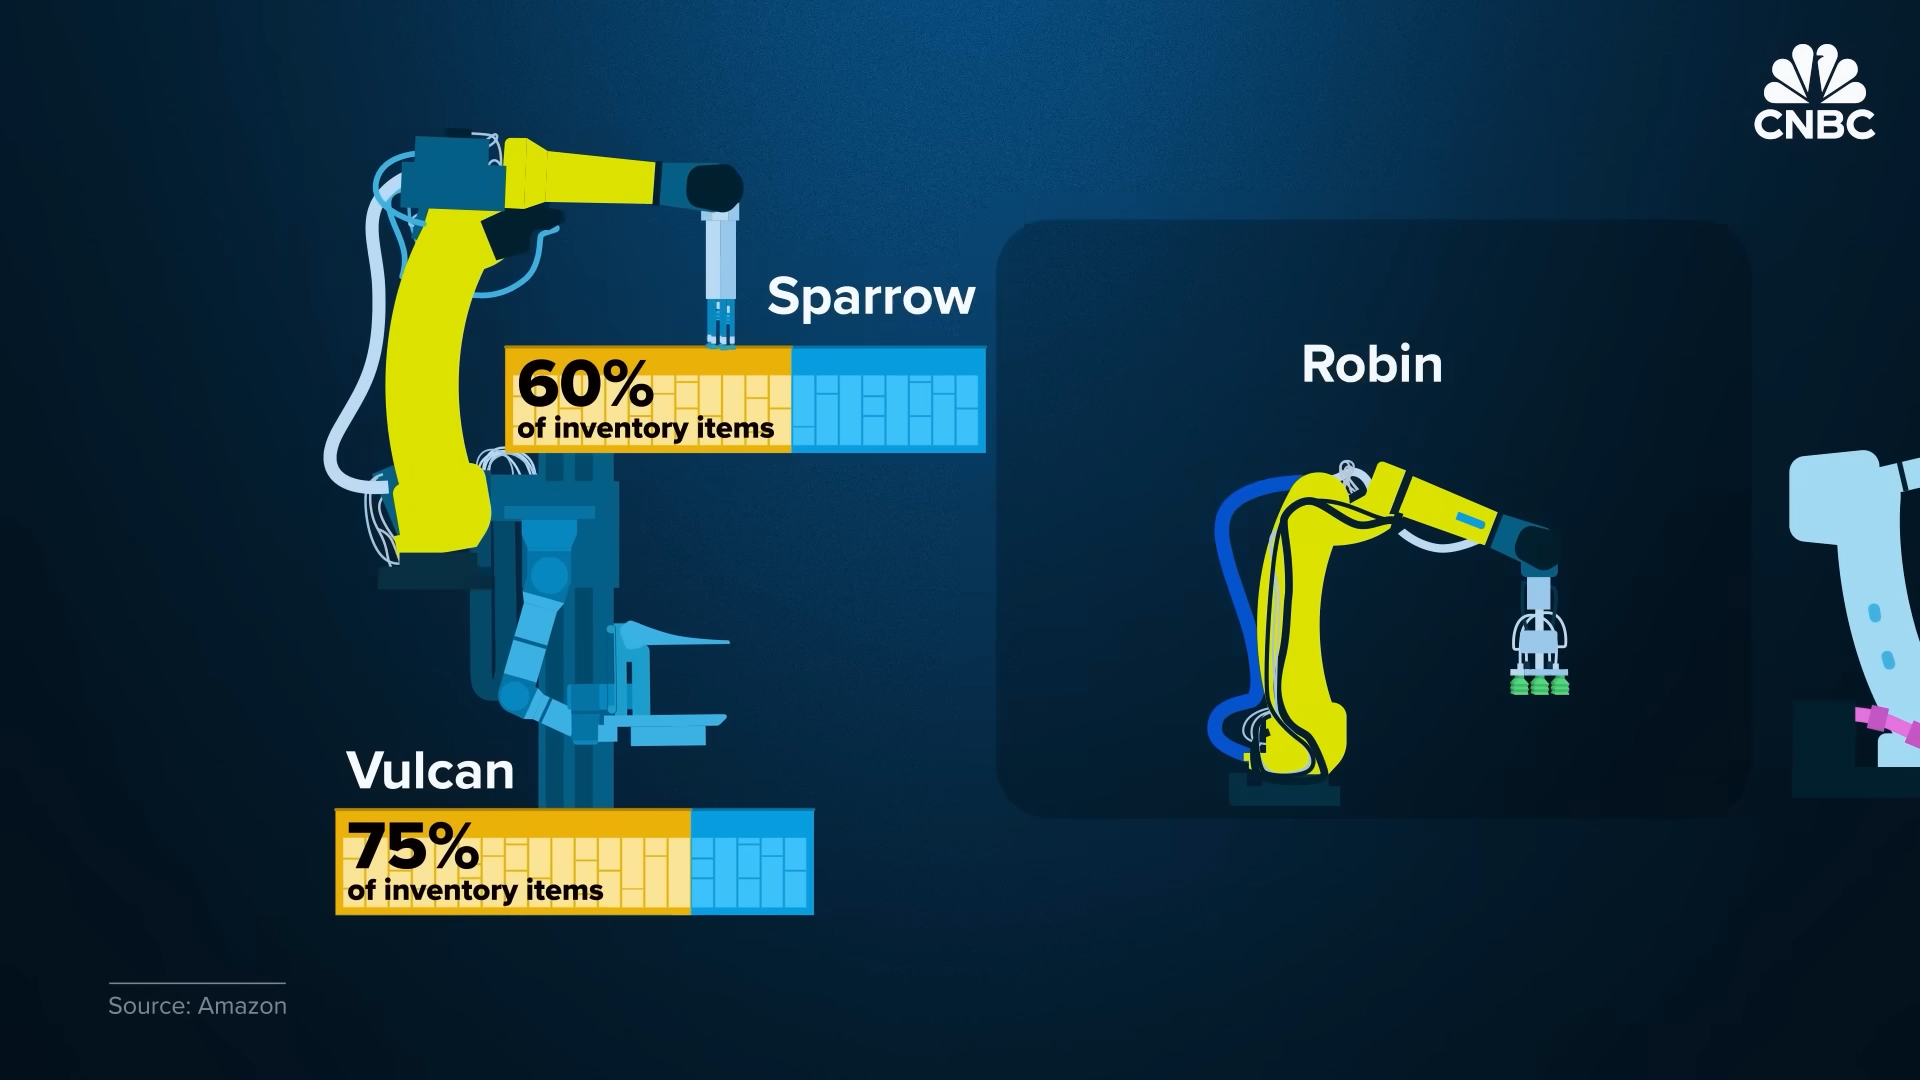 CNBC
Sparrow
60%
of inventory items
Robin
Vulcan
75%
of inventory items
Source: Amazon